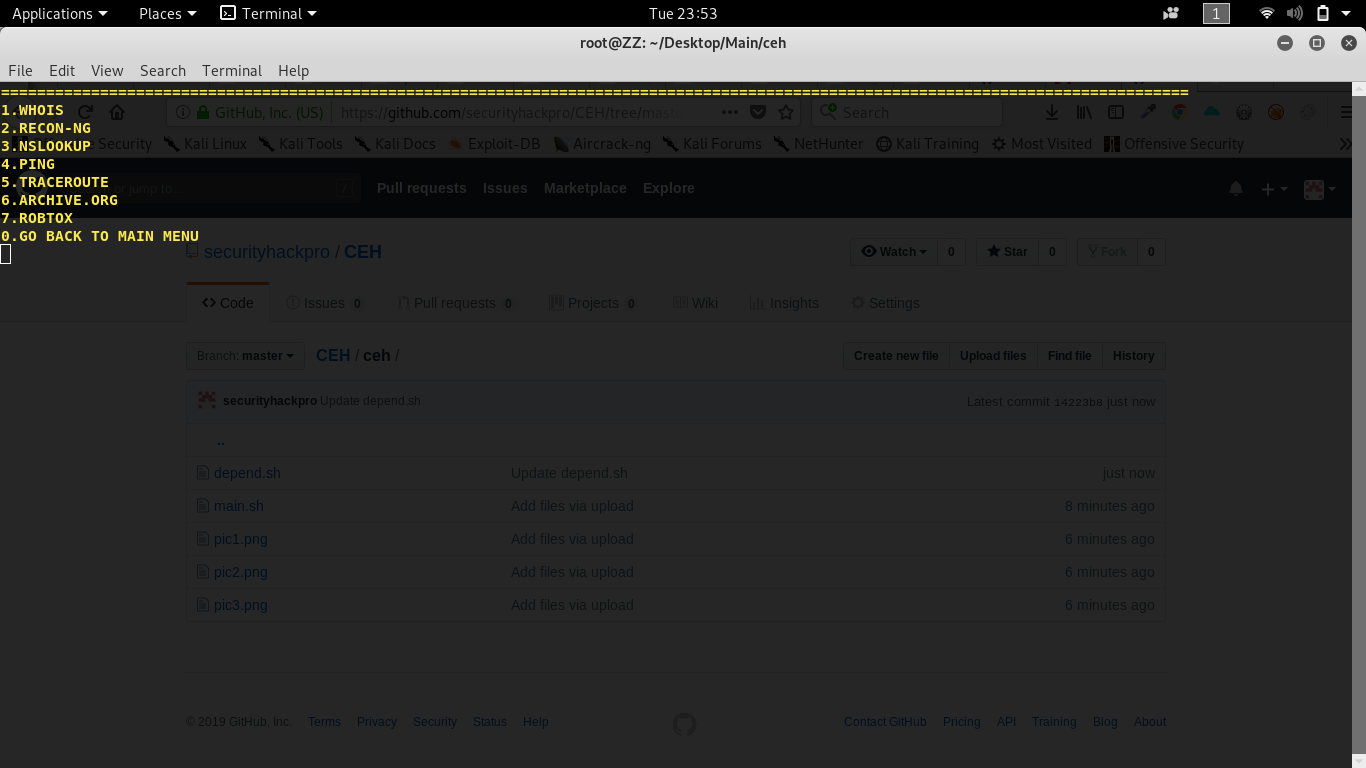 Applications Places Terminal Tue 23:53 1
root@ZZ: ~/Desktop/Main/ceh
File Edit View Search Terminal Help
====================================================================================================================================
1.WHOIS
GitHub, Inc. (US) https://github.com/securityhackpro/CEH/tree/mast Search
2.RECON-NG
3.NSLOOKUP
Security Kali Linux Kali Tools Kali Docs Exploit-DB Aircrack-ng Kali Forums NetHunter Kali Training Most Visited Offensive Security
4.PING
5.TRACEROUTE
or jump to... / Pull requests Issues Marketplace Explore
6.ARCHIVE.ORG
7.ROBTOX
0.GO BACK TO MAIN MENU
securityhackpro / CEH Watch 0 Star 0 Fork 0
Code Issues 0 Pull requests 0 Projects 0 Wiki Insights Settings
Branch: master CEH / ceh / Create new file Upload files Find file History
securityhackpro Update depend.sh Latest commit 14223b8 just now
..
depend.sh Update depend.sh just now
main.sh Add files via upload 8 minutes ago
pic1.png Add files via upload 6 minutes ago
pic2.png Add files via upload 6 minutes ago
pic3.png Add files via upload 6 minutes ago
© 2019 GitHub, Inc. Terms Privacy Security Status Help Contact GitHub Pricing API Training Blog About